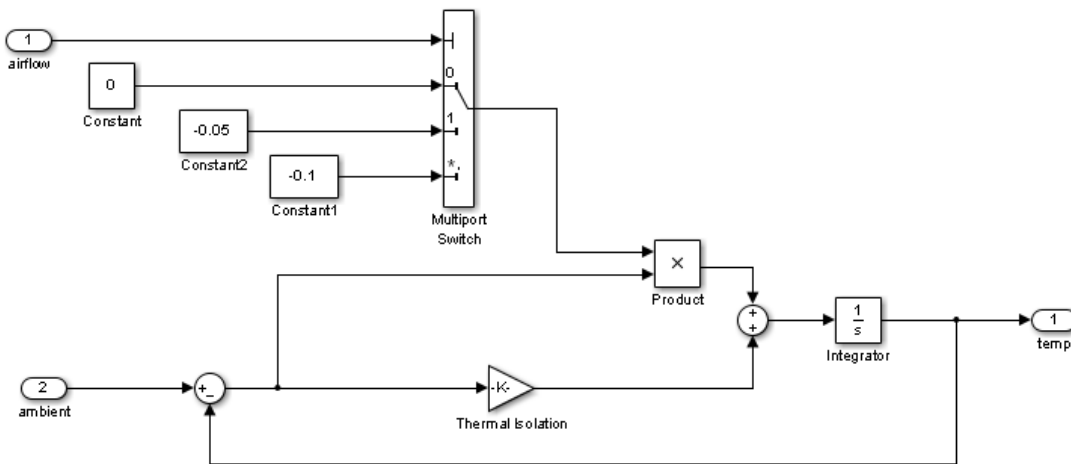 1
airflow
0
Constant
-0.05
Constant2
-0.1
Constant1
0
1
*,
Multiport
Switch
×
Product
+
+
1
s
Integrator
1
temp
2
ambient
+
−
-K-
Thermal Isolation